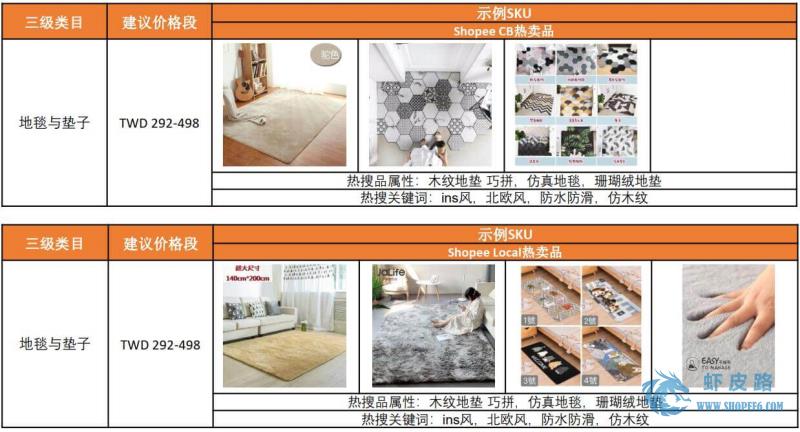 三级类目
建议价格段
示例SKU
Shopee CB热卖品
地毯与垫子
TWD 292-498
驼色
热搜品属性：木纹地垫 巧拼，仿真地毯，珊瑚绒地垫
热搜关键词：ins风，北欧风，防水防滑，仿木纹
三级类目
建议价格段
示例SKU
Shopee Local热卖品
地毯与垫子
TWD 292-498
超大尺寸
140cm*200cm
JaLife
1號
2號
3號
4號
EASY
TO MANAGE
热搜品属性：木纹地垫 巧拼，仿真地毯，珊瑚绒地垫
热搜关键词：ins风，北欧风，防水防滑，仿木纹
虾皮路
WWW.SHOPEE6.COM